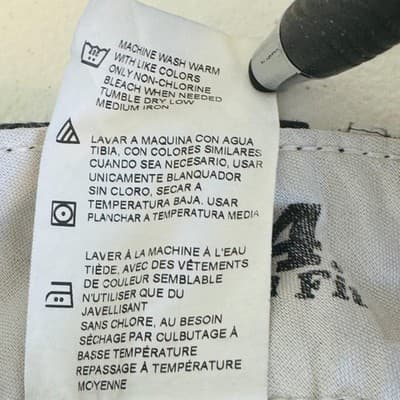 MACHINE WASH WARM
WITH LIKE COLORS
ONLY NON-CHLORINE
BLEACH WHEN NEEDED
TUMBLE DRY LOW
MEDIUM IRON
LAVAR A MAQUINA CON AGUA
TIBIA, CON COLORES SIMILARES
CUANDO SEA NECESARIO, USAR
UNICAMENTE BLANQUADOR
SIN CLORO, SECAR A
TEMPERATURA BAJA. USAR
PLANCHAR A TEMPERATURA MEDIA
LAVER À LA MACHINE À L'EAU
TIÈDE, AVEC DES VÊTEMENTS
DE COULEUR SEMBLABLE
N'UTILISER QUE DU
JAVELLISANT
SANS CHLORE, AU BESOIN
SÉCHAGE PAR CULBUTAGE À
BASSE TEMPÉRATURE
REPASSAGE À TEMPÉRATURE
MOYENNE